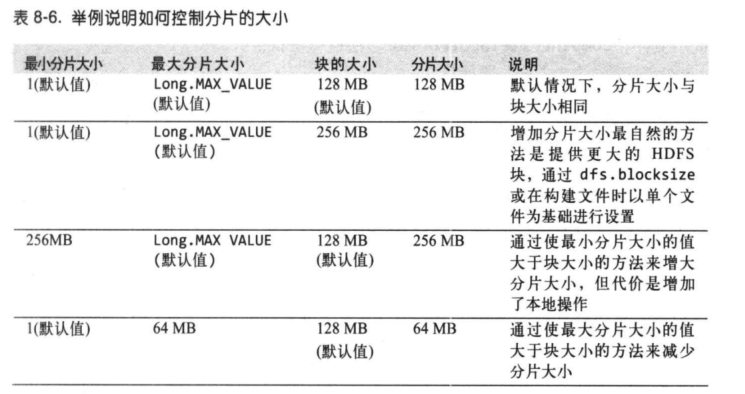 表 8-6. 举例说明如何控制分片的大小
最小分片大小 最大分片大小 块的大小 分片大小 说明
1(默认值) Long.MAX_VALUE 128 MB 128 MB 默认情况下，分片大小与
(默认值) (默认值) 块大小相同
1(默认值) Long.MAX_VALUE 256 MB 256 MB 增加分片大小最自然的方
(默认值) 法是提供更大的 HDFS
块，通过 dfs.blocksize
或在构建文件时以单个文
件为基础进行设置
256MB Long.MAX VALUE 128 MB 256 MB 通过使最小分片大小的值
(默认值) (默认值) 大于块大小的方法来增大
分片大小，但代价是增加
了本地操作
1(默认值) 64 MB 128 MB 64 MB 通过使最大分片大小的值
(默认值) 大于块大小的方法来减少
分片大小